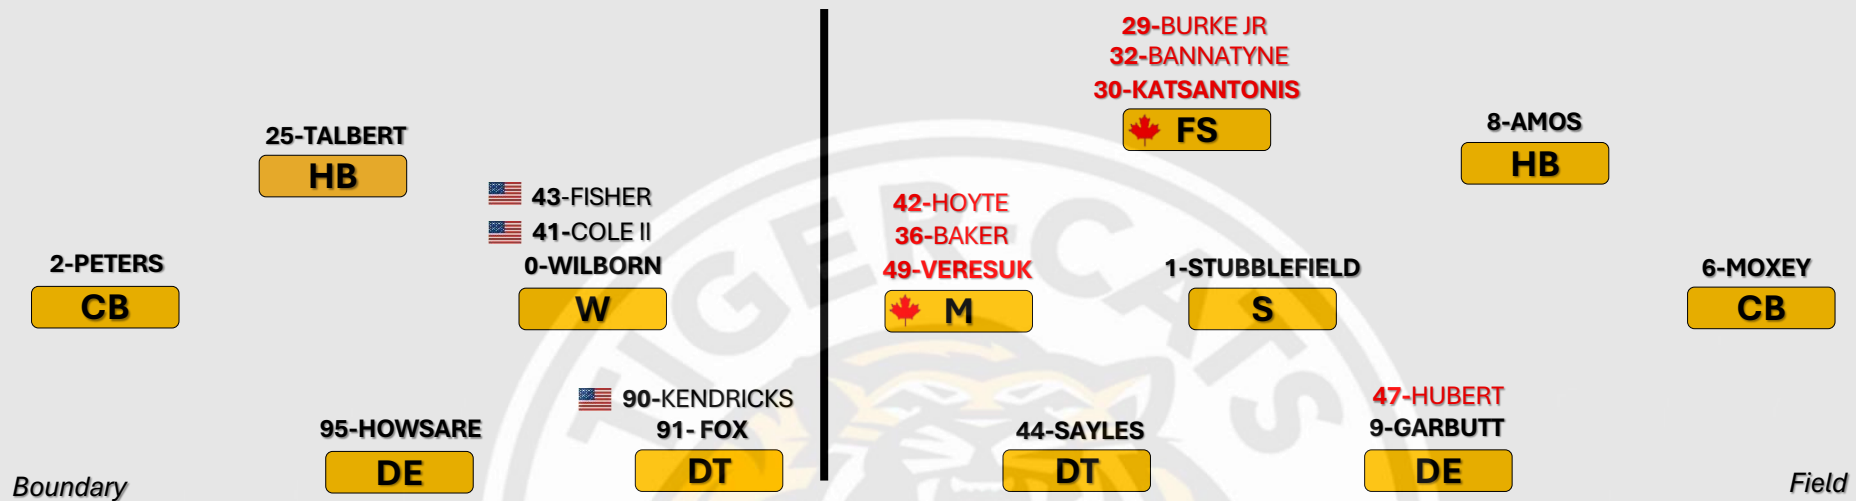 29-BURKE JR
32-BANNATYNE
30-KATSANTONIS
FS
8-AMOS
HB
25-TALBERT
HB
43-FISHER
41-COLE II
0-WILBORN
W
42-HOYTE
36-BAKER
49-VERESUK
M
2-PETERS
CB
1-STUBBLEFIELD
S
6-MOXEY
CB
95-HOWSARE
DE
90-KENDRICKS
91- FOX
DT
44-SAYLES
DT
47-HUBERT
9-GARBUTT
DE
Boundary
Field
TIGER-CATS